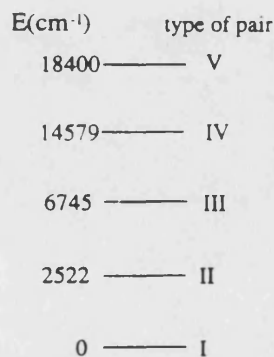 E(cm⁻¹) type of pair
18400 V
14579 IV
6745 III
2522 II
0 I